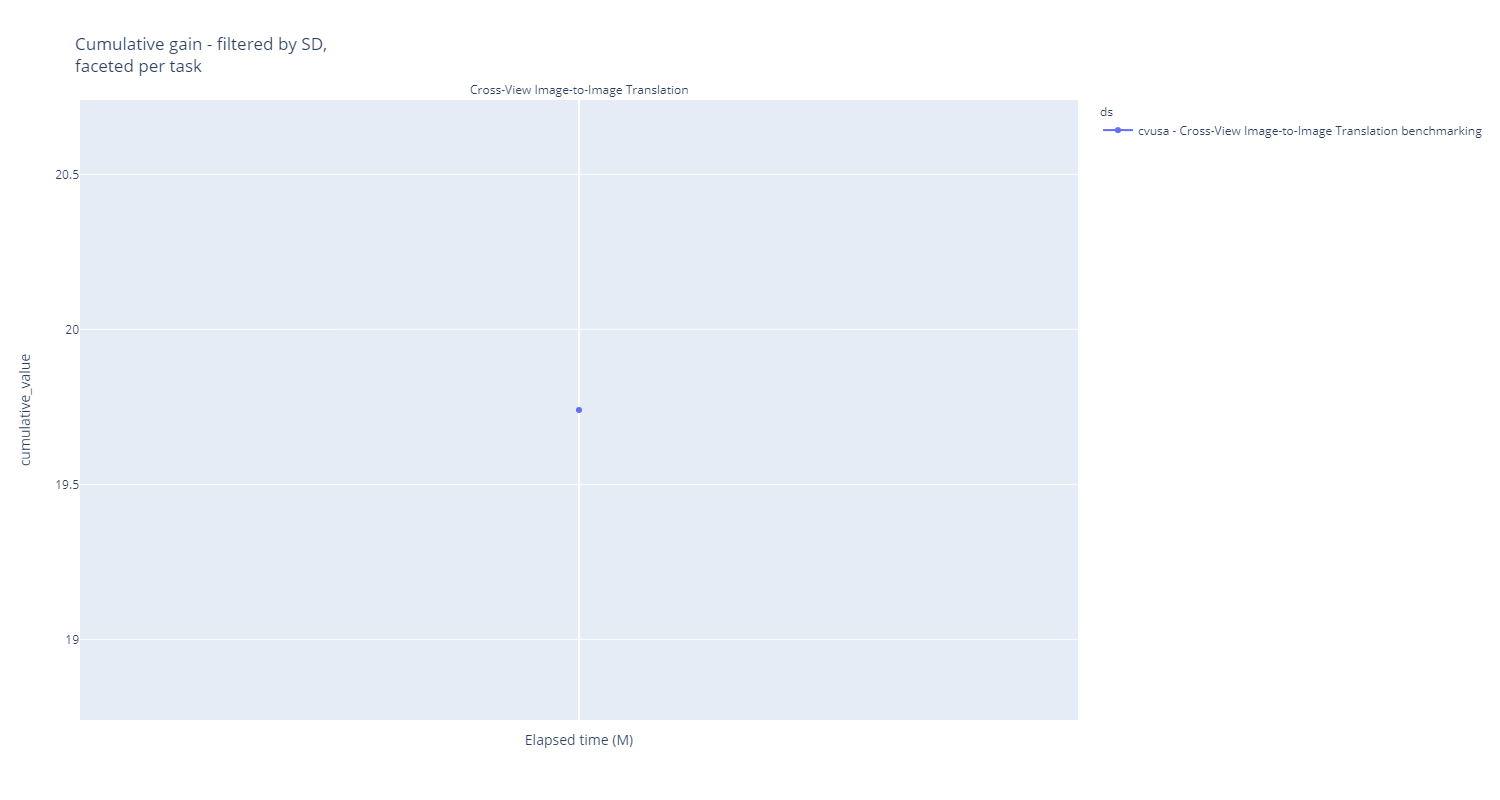 Cumulative gain - filtered by SD,
faceted per task
Cross-View Image-to-Image Translation
ds
cvusa - Cross-View Image-to-Image Translation benchmarking
20.5
20
19.5
19
cumulative_value
Elapsed time (M)